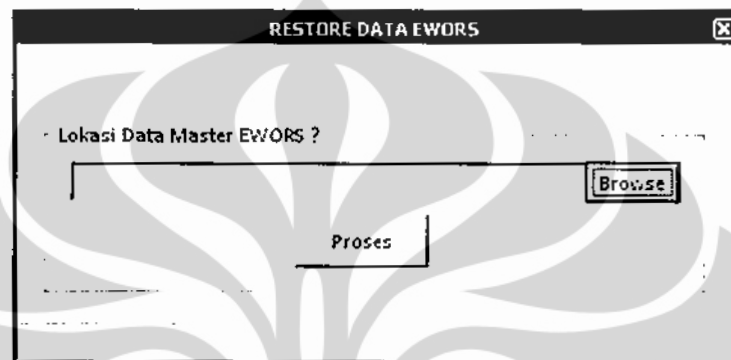 RESTORE DATA EWORS
Lokasi Data Master EWORS ?
Browse
Proses